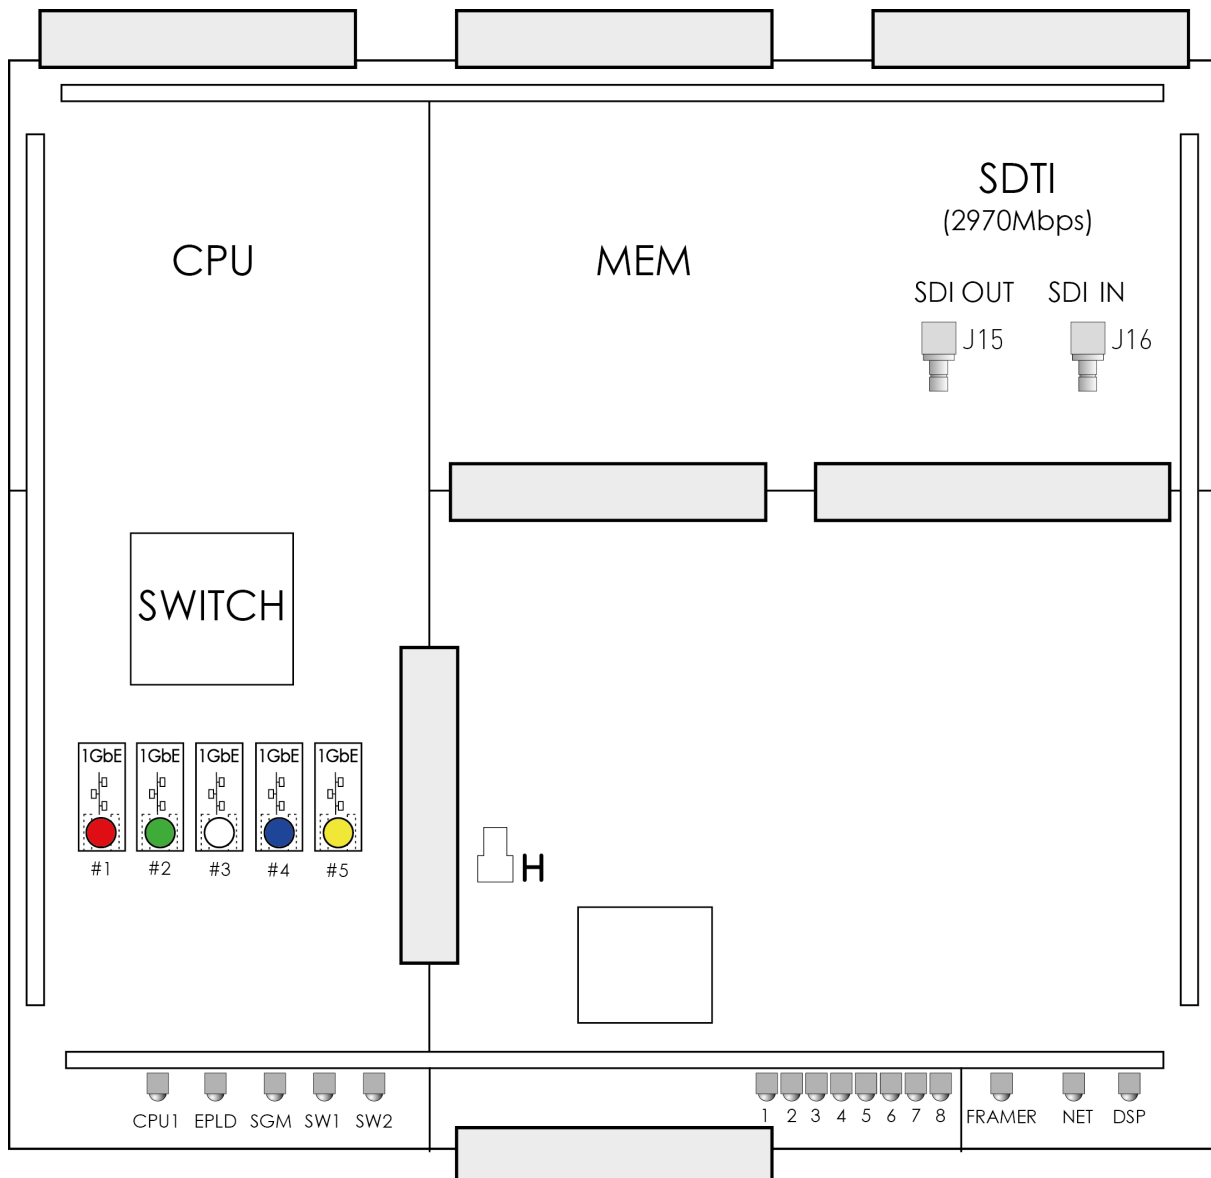 SDTI
(2970Mbps)
CPU
MEM
SDI OUT
SDI IN
J15
J16
SWITCH
1GbE 1GbE 1GbE 1GbE 1GbE
#1 #2 #3 #4 #5
H
CPU1 EPLD SGM SW1 SW2
1 2 3 4 5 6 7 8 FRAMER NET DSP